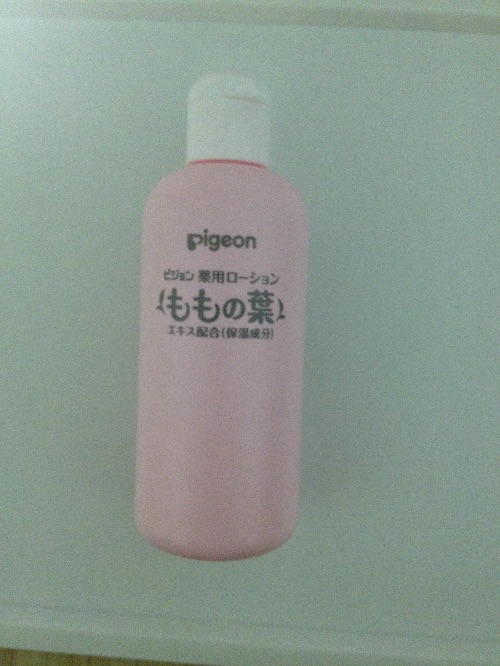 pigeon
ピジョン 薬用ローション
(ももの葉)
エキス配合(保湿成分)